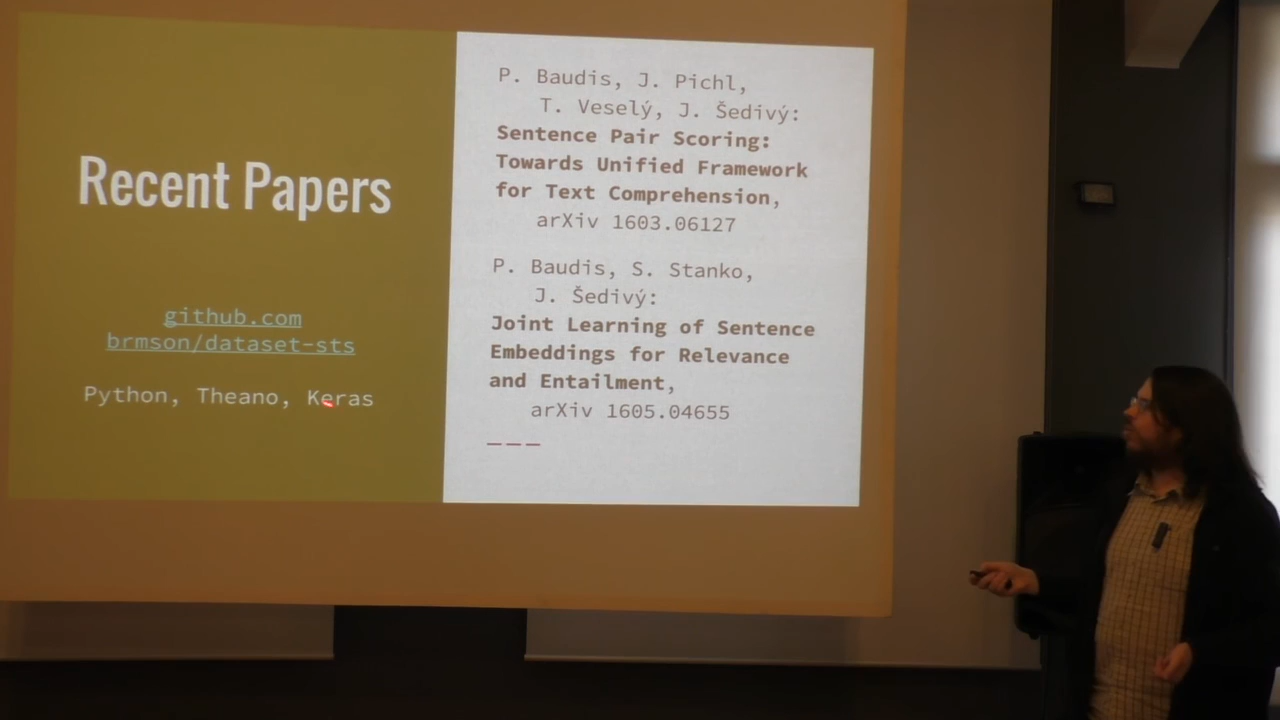 Recent Papers
github.com
brmson/dataset-sts
Python, Theano, Keras
P. Baudis, J. Pichl,
T. Veselý, J. Šedivý:
Sentence Pair Scoring:
Towards Unified Framework
for Text Comprehension,
arXiv 1603.06127
P. Baudis, S. Stanko,
J. Šedivý:
Joint Learning of Sentence
Embeddings for Relevance
and Entailment,
arXiv 1605.04655
———